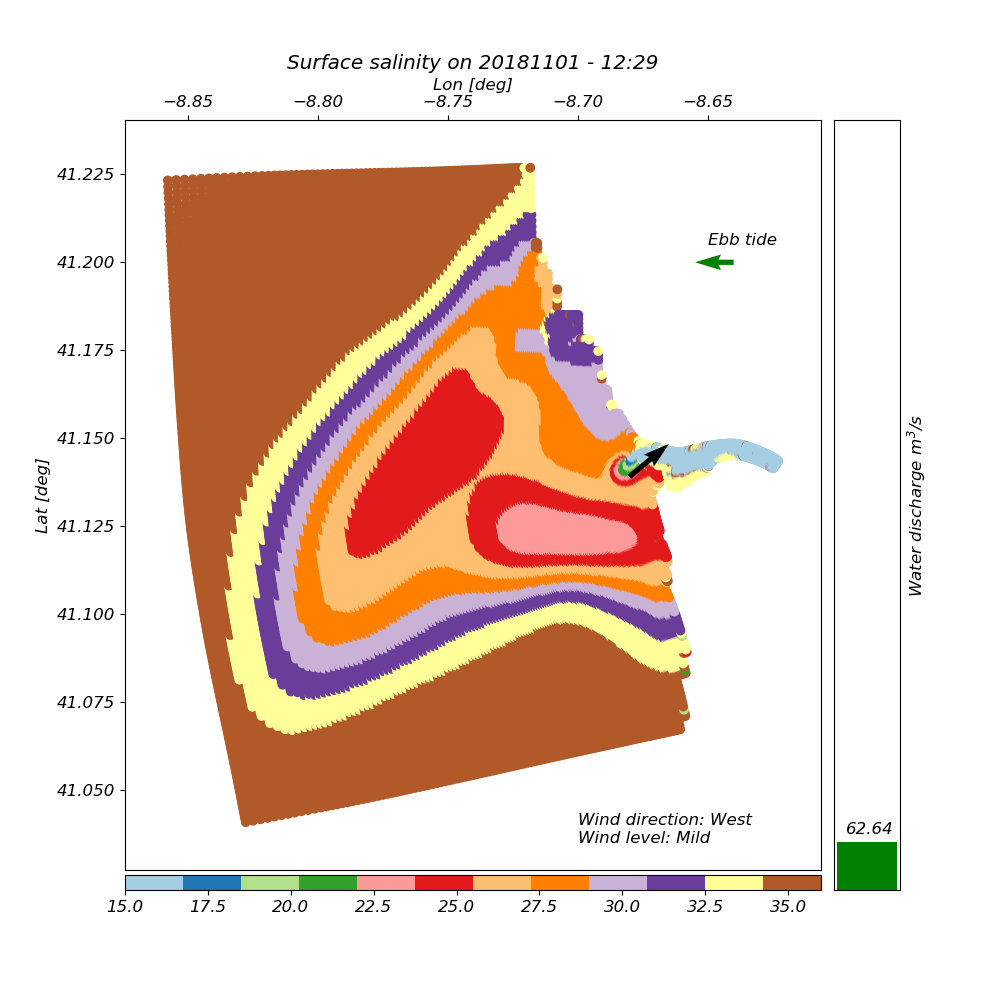 Surface salinity on 20181101 - 12:29
Lon [deg]
−8.85 −8.80 −8.75 −8.70 −8.65
41.225
41.200
41.175
41.150
41.125
41.100
41.075
41.050
Lat [deg]
Ebb tide
Wind direction: West
Wind level: Mild
15.0 17.5 20.0 22.5 25.0 27.5 30.0 32.5 35.0
62.64
Water discharge m³/s